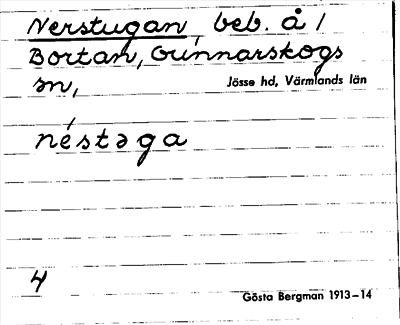 Nerstugan, beb. å /
Bortan, Gunnarskogs
sn,
Jösse hd, Värmlands län
néstəga
4
Gösta Bergman 1913–14